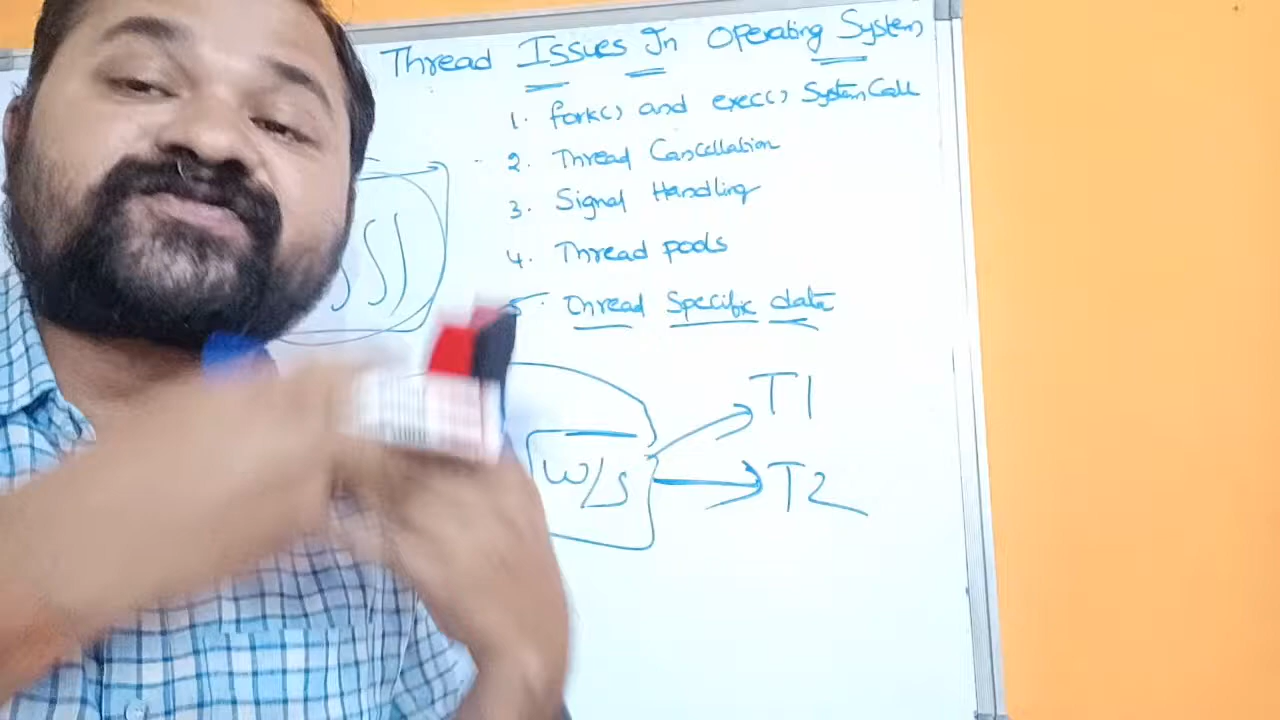 Thread Issues In Operating System
1. fork() and exec() System Call
2. Thread Cancellation
3. Signal Handling
4. Thread pools
5. Thread Specific data
T1
W/S
T2